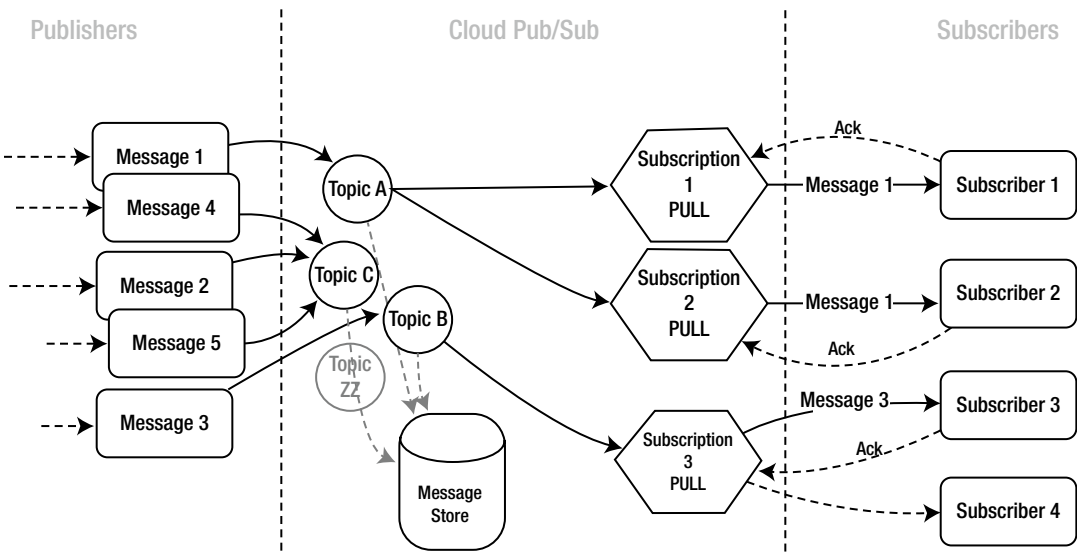 Publishers
Cloud Pub/Sub
Subscribers
Message 1
Message 4
Message 2
Message 5
Message 3
Topic A
Topic C
Topic B
Topic
ZZ
Message
Store
Subscription
1
PULL
Subscription
2
PULL
Subscription
3
PULL
Ack
Message 1
Message 1
Ack
Message 3
Ack
Subscriber 1
Subscriber 2
Subscriber 3
Subscriber 4